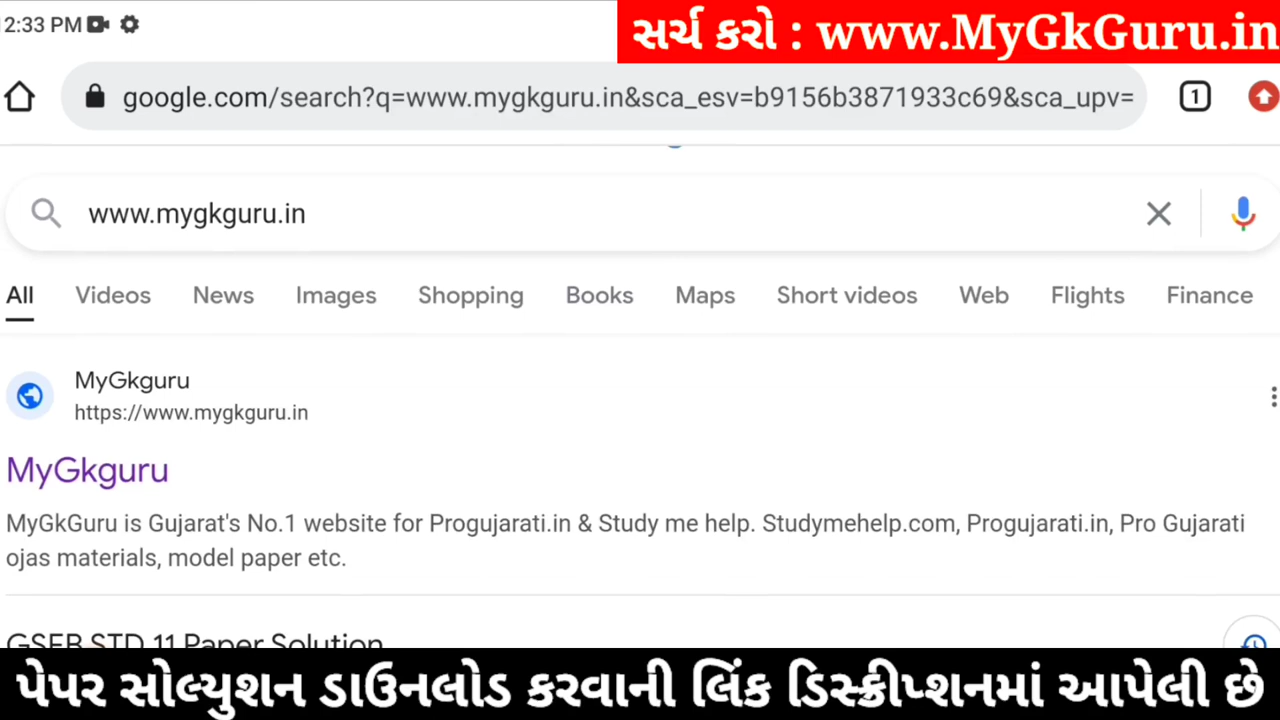 12:33 PM
સર્ચ કરો : www.MyGkGuru.in
google.com/search?q=www.mygkguru.in&sca_esv=b9156b3871933c69&sca_upv=
1
www.mygkguru.in
All Videos News Images Shopping Books Maps Short videos Web Flights Finance
MyGkguru
https://www.mygkguru.in
MyGkguru
MyGkGuru is Gujarat's No.1 website for Progujarati.in & Study me help. Studymehelp.com, Progujarati.in, Pro Gujarati
ojas materials, model paper etc.
GSEB STD 11 Paper Solution
પેપર સોલ્યુશન ડાઉનલોડ કરવાની લિંક ડિસ્ક્રીપ્શનમાં આપેલી છે